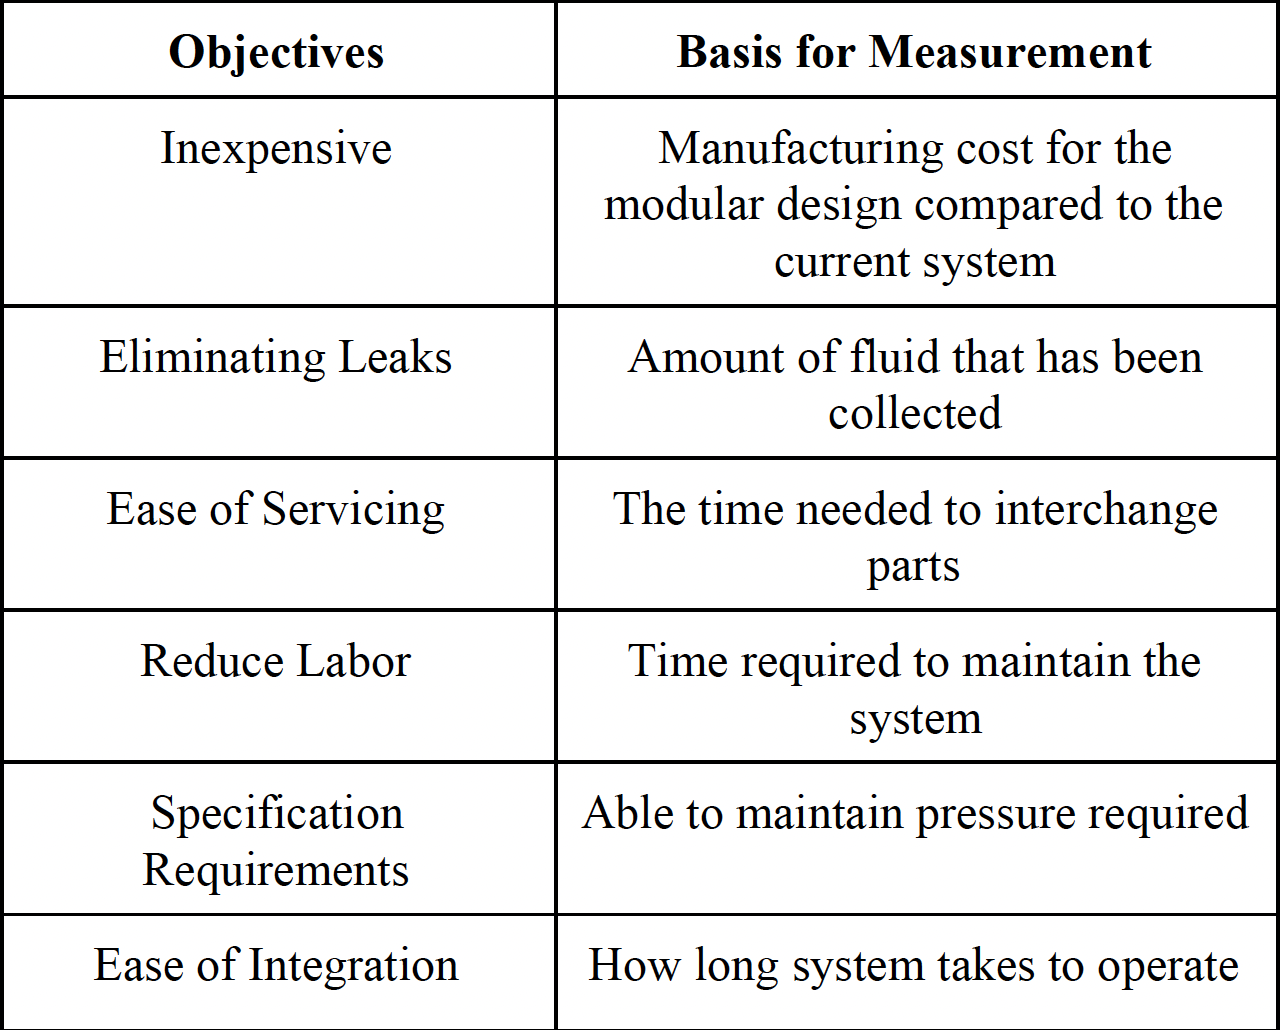 Objectives
Basis for Measurement
Inexpensive
Manufacturing cost for the
modular design compared to the
current system
Eliminating Leaks
Amount of fluid that has been
collected
Ease of Servicing
The time needed to interchange
parts
Reduce Labor
Time required to maintain the
system
Specification
Requirements
Able to maintain pressure required
Ease of Integration
How long system takes to operate